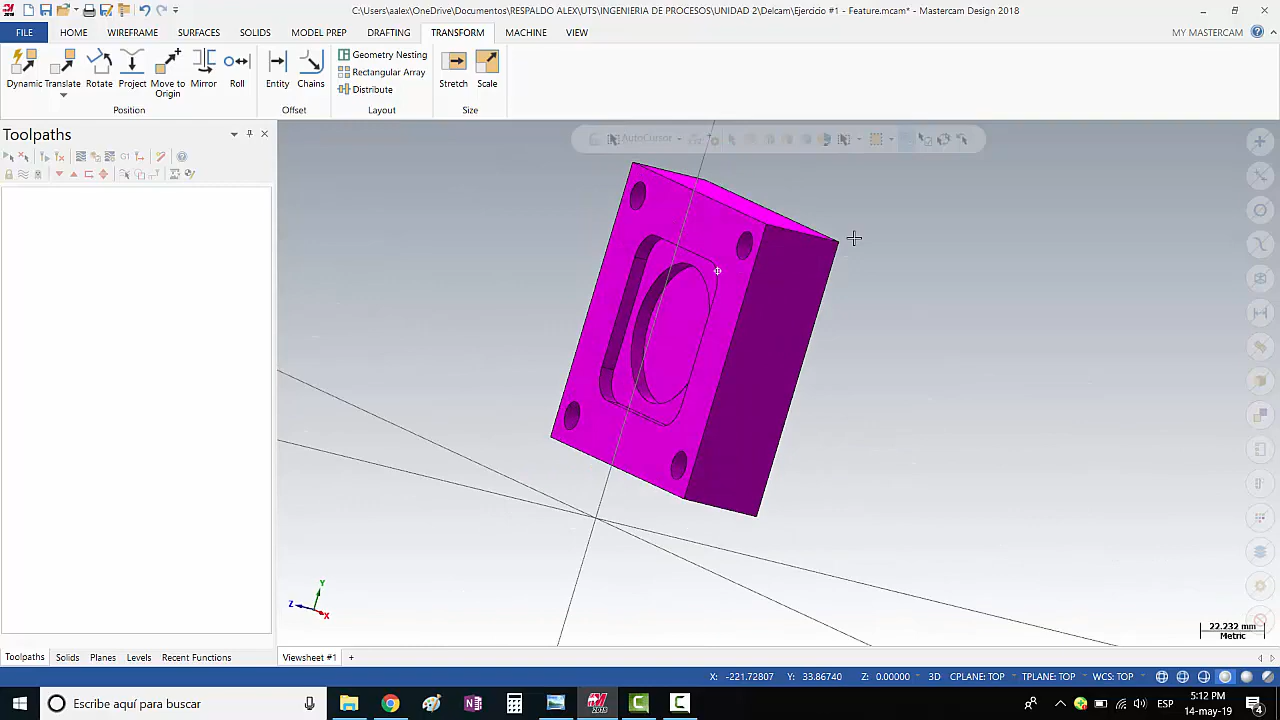 C:\Users\aalex\OneDrive\Documentos\RESPALDO ALEX\UTS\INGENIERIA DE PROCESOS\UNIDAD 2\Delcam\Ejericio #1 - Feature.mcam* - Mastercam Design 2018
FILE HOME WIREFRAME SURFACES SOLIDS MODEL PREP DRAFTING TRANSFORM MACHINE VIEW MY MASTERCAM
Dynamic Translate Rotate Project Move to Origin Mirror Roll Entity Chains Stretch Scale
Geometry Nesting
Rectangular Array
Distribute
Position Offset Layout Size
Toolpaths
AutoCursor
G1
Y
Z
X
22.232 mm
Metric
Toolpaths Solids Planes Levels Recent Functions Viewsheet #1 +
X: -221.72807 Y: 33.86740 Z: 0.00000 3D CPLANE: TOP TPLANE: TOP WCS: TOP
Escribe aquí para buscar
2018
ESP
5:12 PM
14-may-19